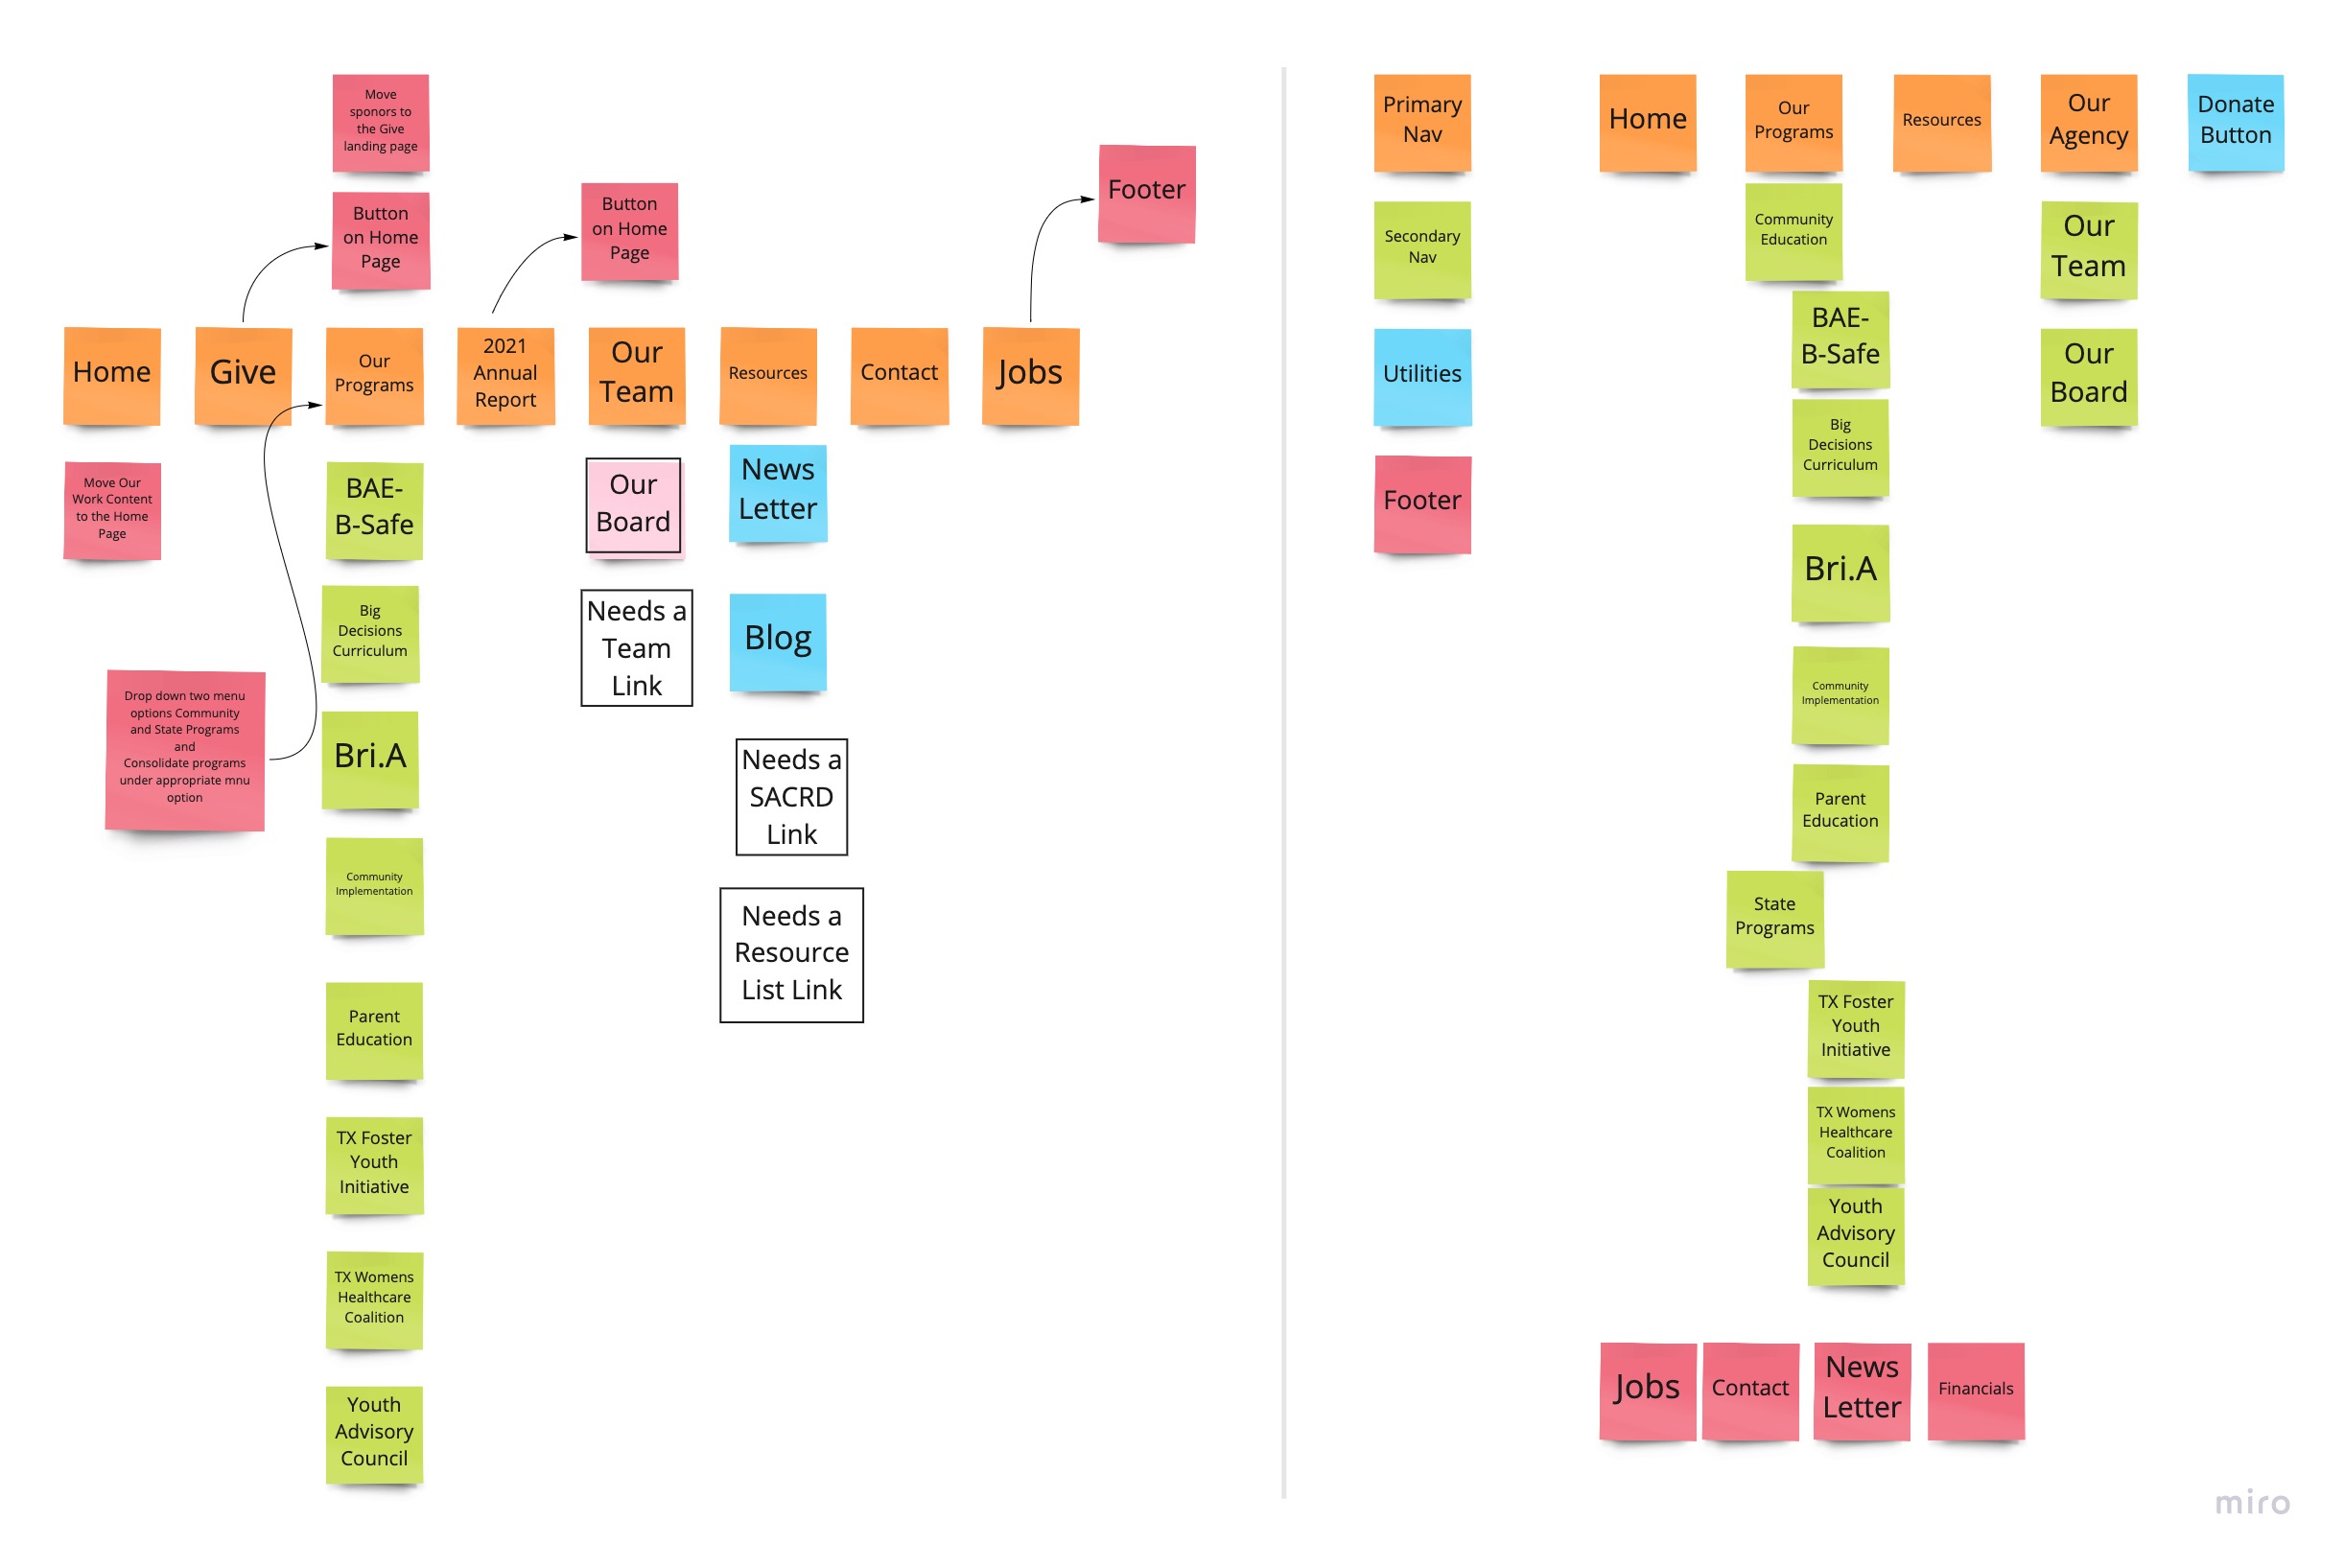 Move
sponors to
the Give
landing page
Button
on Home
Page
Button
on Home
Page
Footer
Home
Give
Our
Programs
2021
Annual
Report
Our
Team
Resources
Contact
Jobs
Move Our
Work Content
to the Home
Page
BAE-
B-Safe
Our
Board
News
Letter
Big
Decisions
Curriculum
Needs a
Team
Link
Blog
Drop down two menu
options Community
and State Programs
and
Consolidate programs
under appropriate mnu
option
Bri.A
Needs a
SACRD
Link
Community
Implementation
Needs a
Resource
List Link
Parent
Education
TX Foster
Youth
Initiative
TX Womens
Healthcare
Coalition
Youth
Advisory
Council
Primary
Nav
Secondary
Nav
Utilities
Footer
Home
Our
Programs
Resources
Our
Agency
Donate
Button
Community
Education
Our
Team
BAE-
B-Safe
Our
Board
Big
Decisions
Curriculum
Bri.A
Community
Implementation
Parent
Education
State
Programs
TX Foster
Youth
Initiative
TX Womens
Healthcare
Coalition
Youth
Advisory
Council
Jobs
Contact
News
Letter
Financials
miro